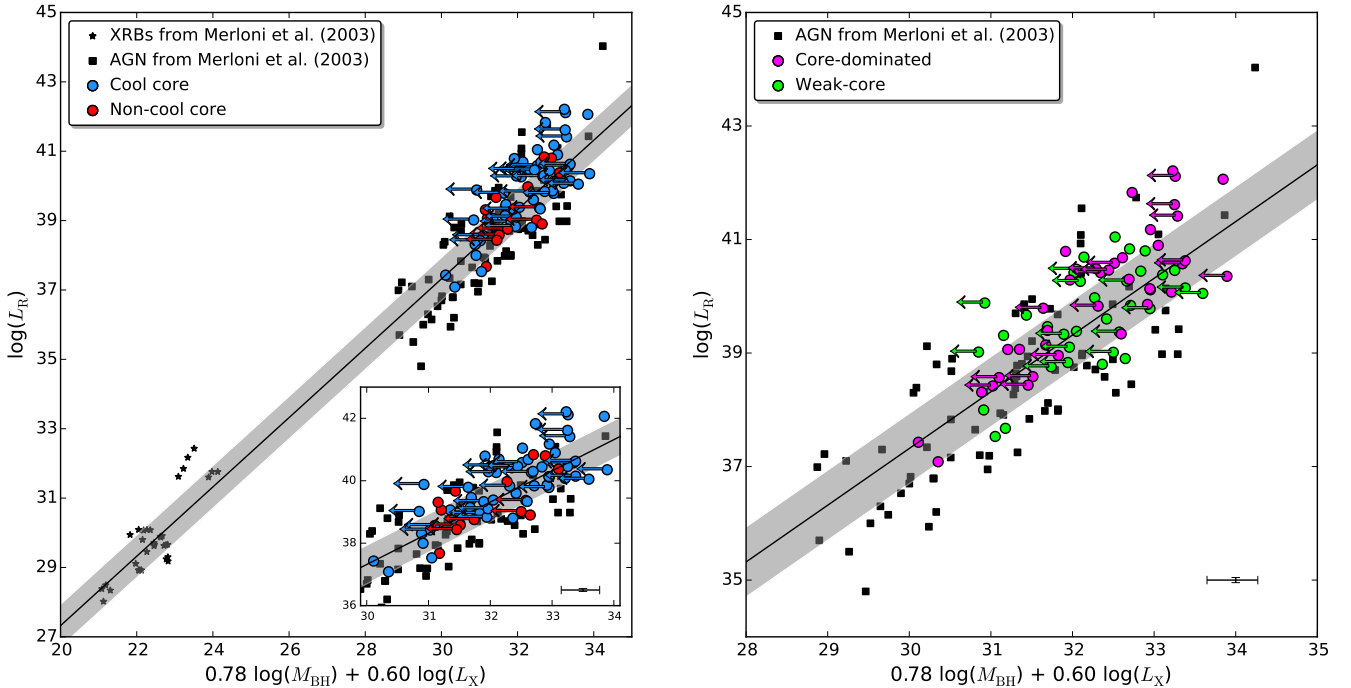 XRBs from Merloni et al. (2003)
AGN from Merloni et al. (2003)
Cool core
Non-cool core
log(L_R)
45
43
41
39
37
35
33
31
29
27
20 22 24 26 28 30 32 34
0.78 log(M_BH) + 0.60 log(L_X)
42
40
38
36
30 31 32 33 34
AGN from Merloni et al. (2003)
Core-dominated
Weak-core
log(L_R)
45
43
41
39
37
35
28 29 30 31 32 33 34 35
0.78 log(M_BH) + 0.60 log(L_X)